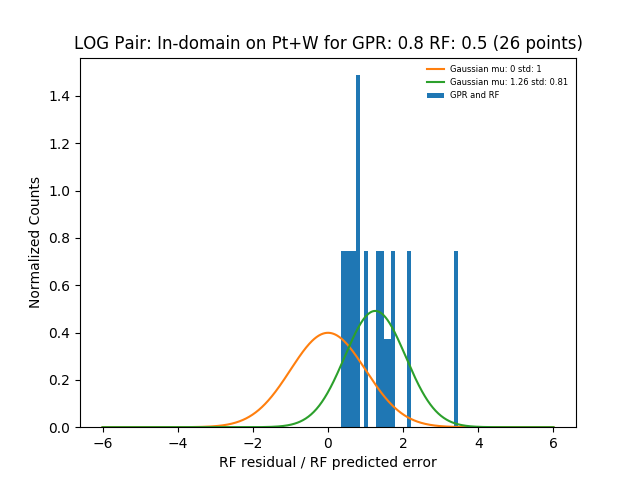 LOG Pair: In-domain on Pt+W for GPR: 0.8 RF: 0.5 (26 points)
Gaussian mu: 0 std: 1
Gaussian mu: 1.26 std: 0.81
GPR and RF
Normalized Counts
1.4
1.2
1.0
0.8
0.6
0.4
0.2
0.0
−6 −4 −2 0 2 4 6
RF residual / RF predicted error